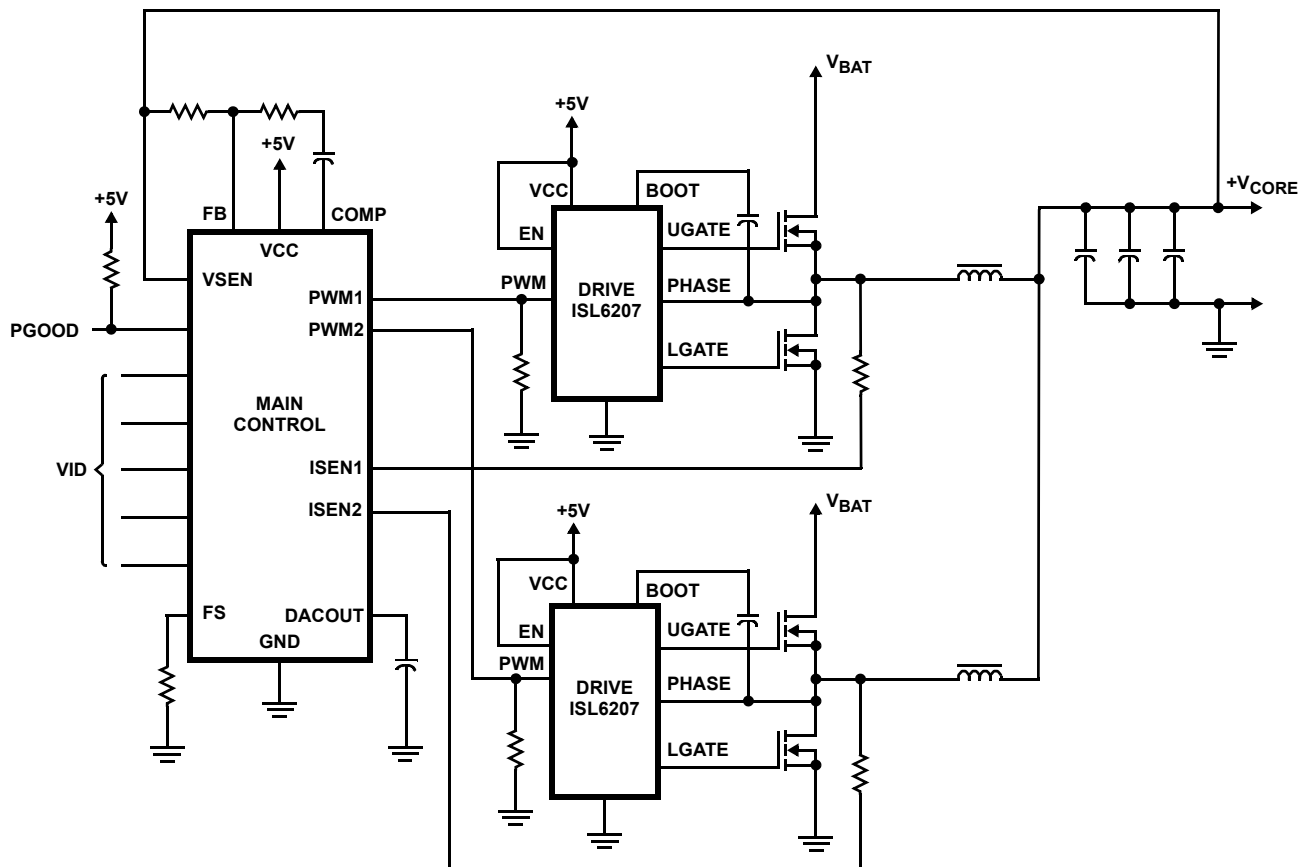 V_BAT
+5V
+5V
VCC
BOOT
+V_CORE
+5V
FB
COMP
EN
UGATE
VCC
VSEN
PWM
DRIVE
ISL6207
PHASE
PWM1
PGOOD
PWM2
LGATE
MAIN
CONTROL
VID
ISEN1
ISEN2
V_BAT
+5V
VCC
BOOT
FS
DACOUT
EN
UGATE
GND
PWM
DRIVE
ISL6207
PHASE
LGATE